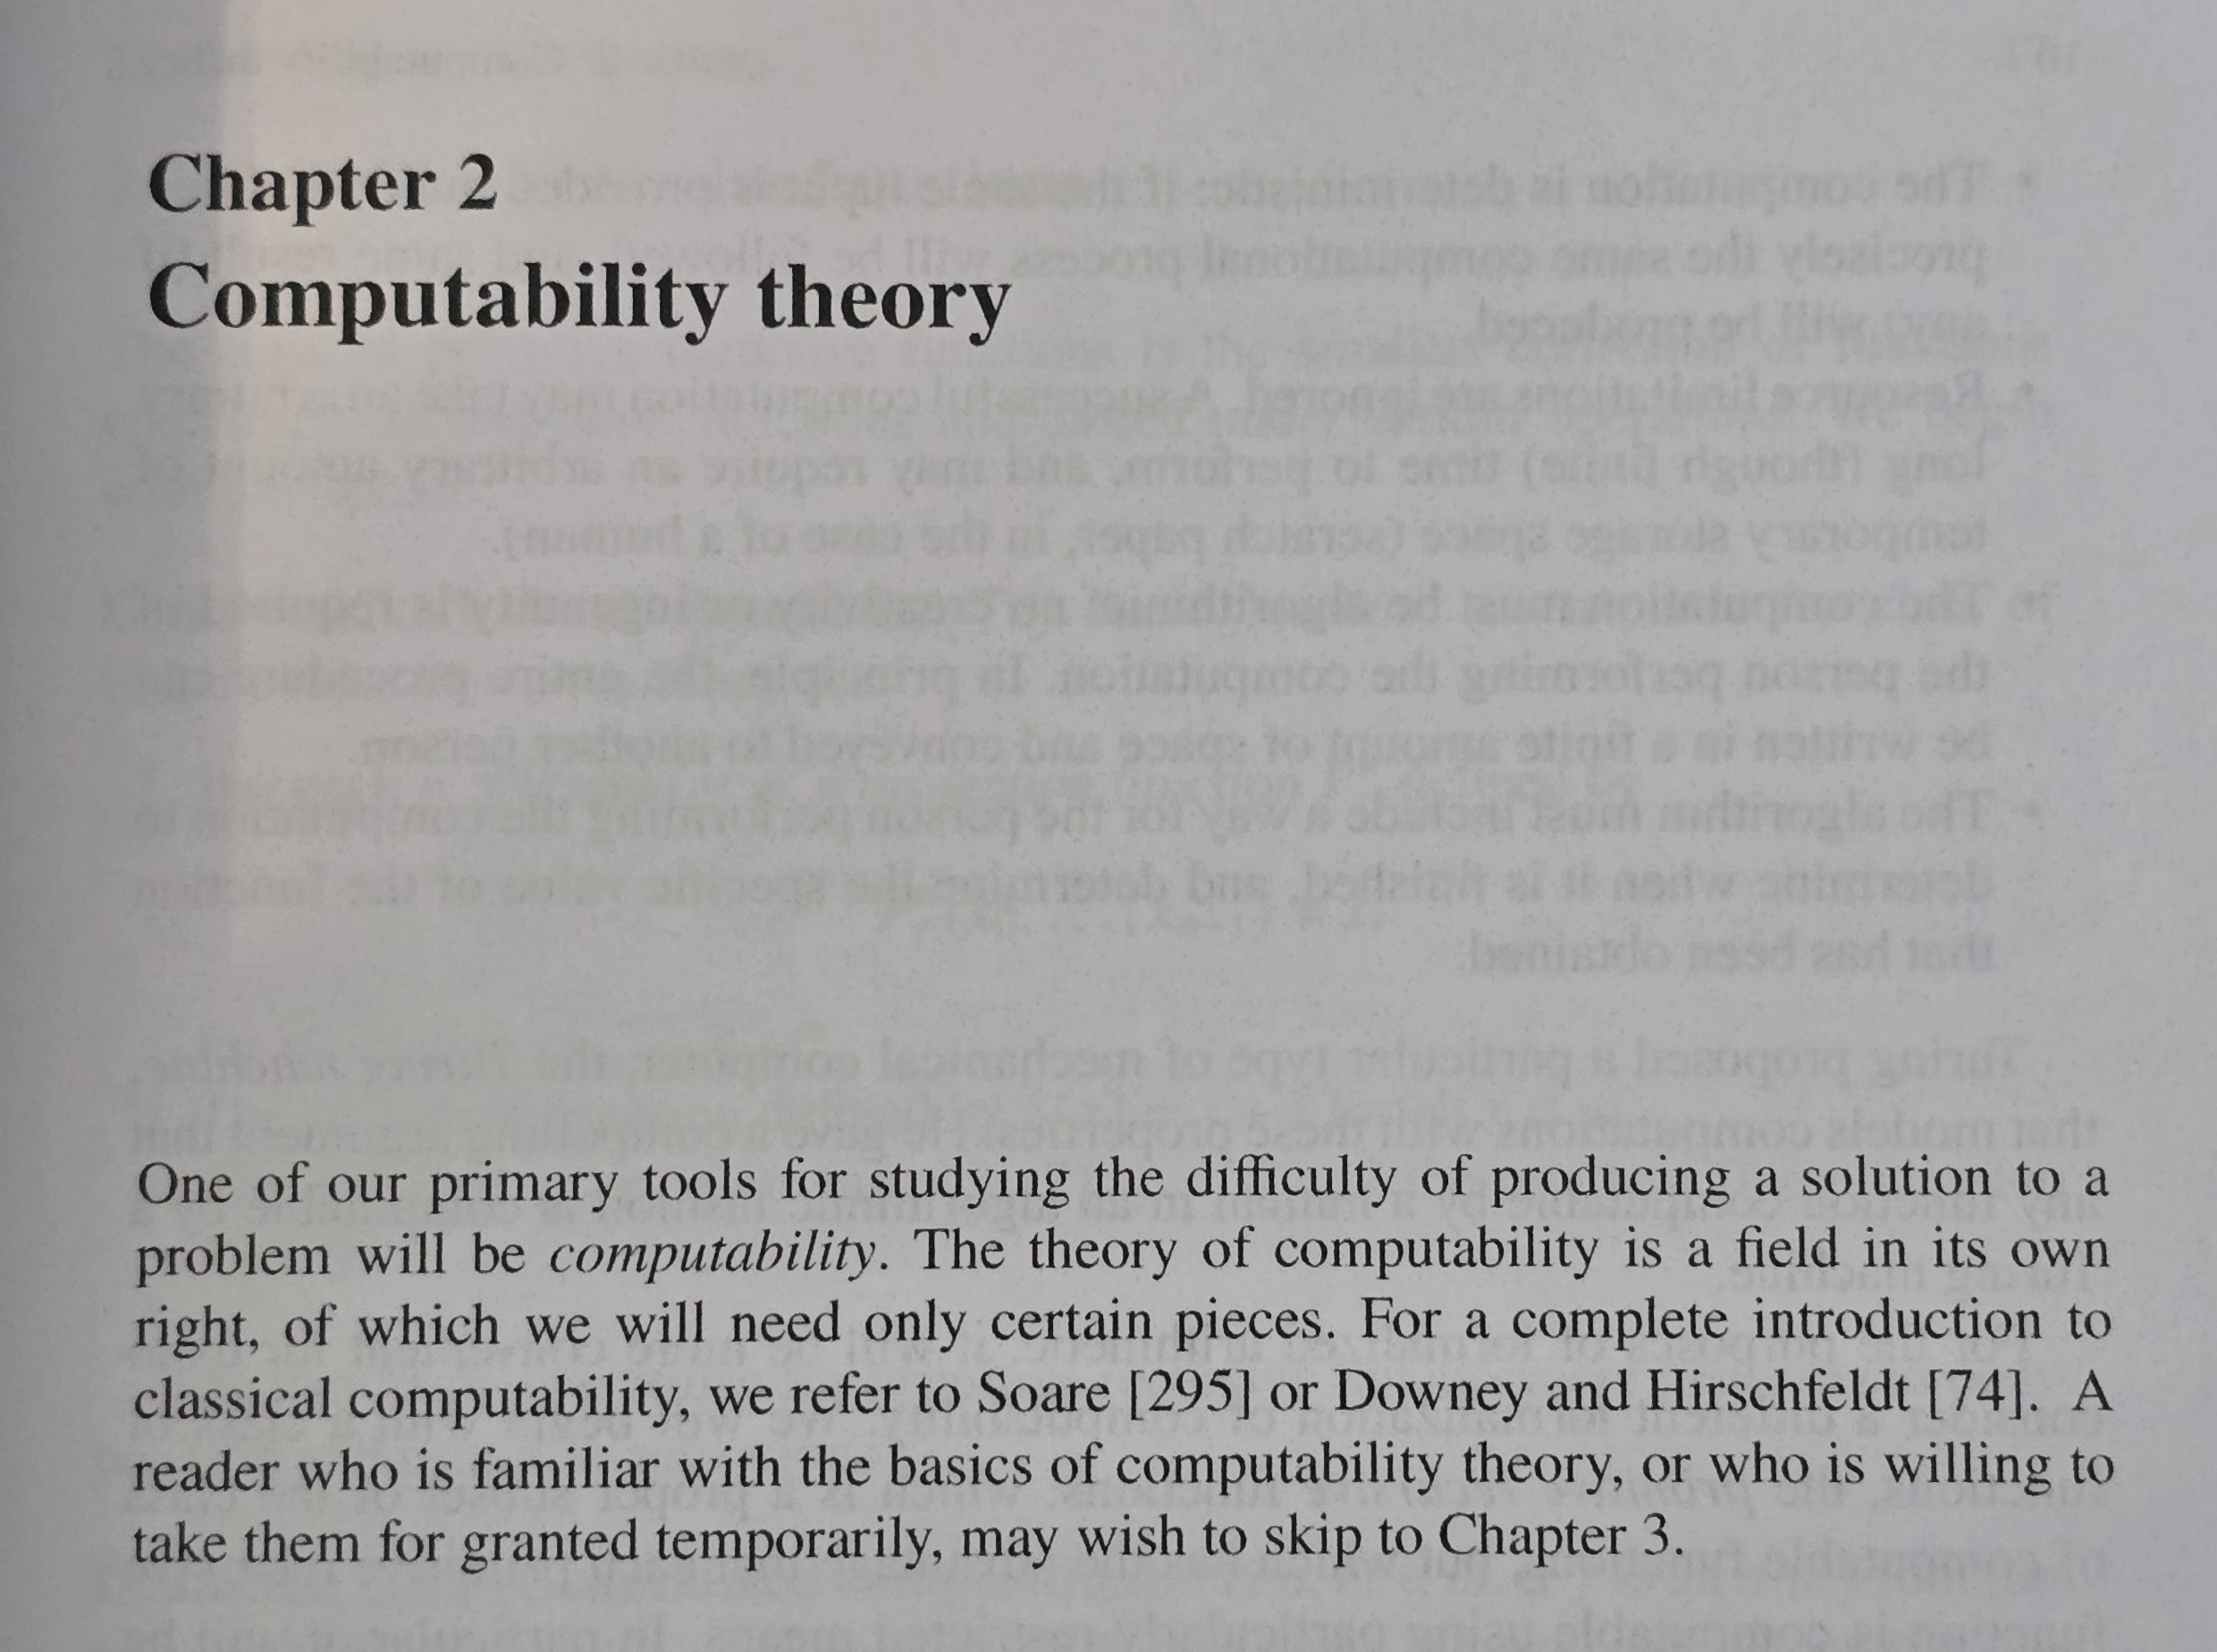 Chapter 2
Computability theory
One of our primary tools for studying the difficulty of producing a solution to a
problem will be computability. The theory of computability is a field in its own
right, of which we will need only certain pieces. For a complete introduction to
classical computability, we refer to Soare [295] or Downey and Hirschfeldt [74]. A
reader who is familiar with the basics of computability theory, or who is willing to
take them for granted temporarily, may wish to skip to Chapter 3.